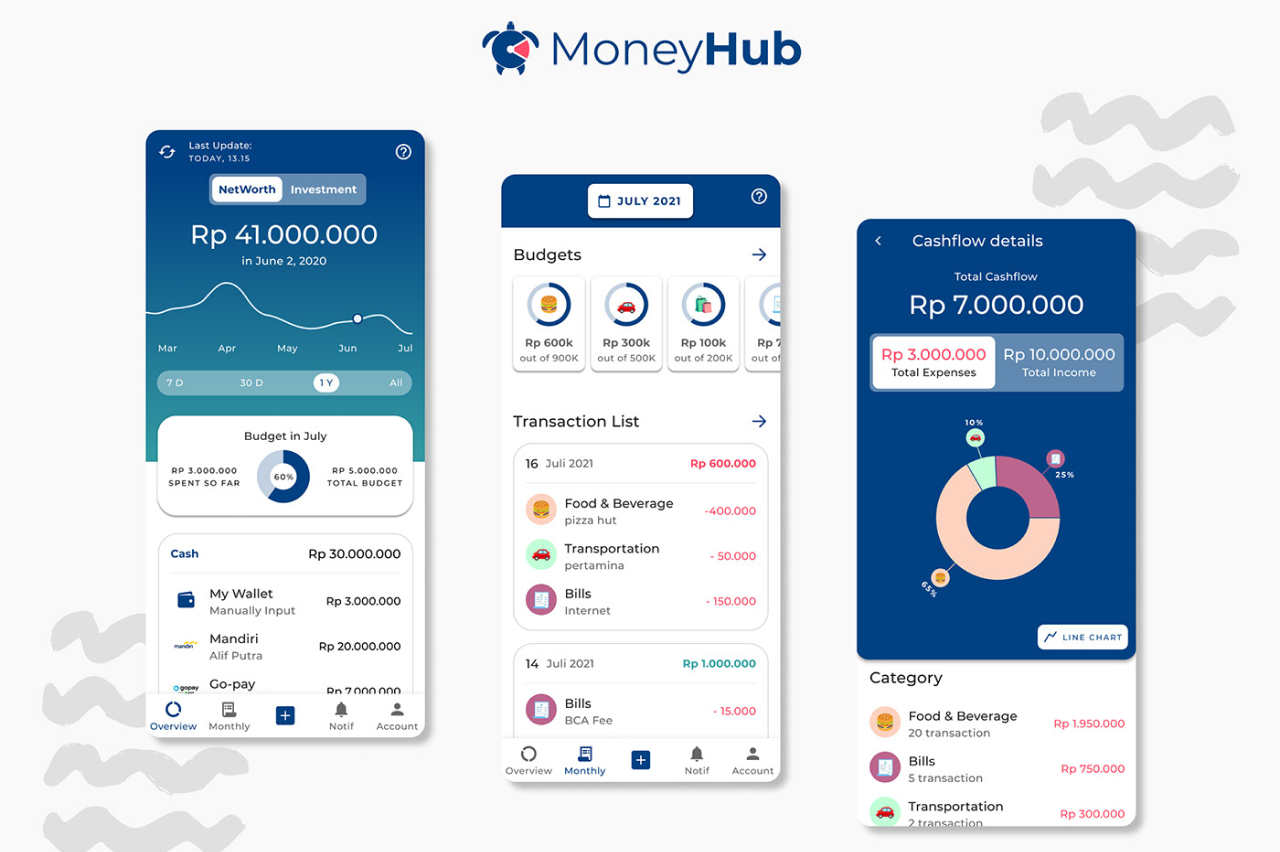 MoneyHub
Last Update:
TODAY, 13.15
NetWorth Investment
Rp 41.000.000
in June 2, 2020
Mar Apr May Jun Jul
7 D 30 D 1 Y All
Budget in July
RP 3.000.000
SPENT SO FAR
60%
RP 5.000.000
TOTAL BUDGET
Cash Rp 30.000.000
My Wallet
Manually Input
Rp 3.000.000
mandiri
Mandiri
Alif Putra
Rp 20.000.000
gopay
Go-pay
Rp 7.000.000
Overview Monthly Notif Account
JULY 2021
Budgets
Rp 600k
out of 900K
Rp 300k
out of 500K
Rp 100k
out of 200K
Rp 7
out of
Transaction List
16 Juli 2021 Rp 600.000
Food & Beverage
pizza hut
-400.000
Transportation
pertamina
- 50.000
Bills
Internet
- 150.000
14 Juli 2021 Rp 1.000.000
Bills
BCA Fee
- 15.000
Overview Monthly Notif Account
Cashflow details
Total Cashflow
Rp 7.000.000
Rp 3.000.000
Total Expenses
Rp 10.000.000
Total Income
10%
25%
65%
LINE CHART
Category
Food & Beverage
20 transaction
Rp 1.950.000
Bills
5 transaction
Rp 750.000
Transportation
2 transaction
Rp 300.000